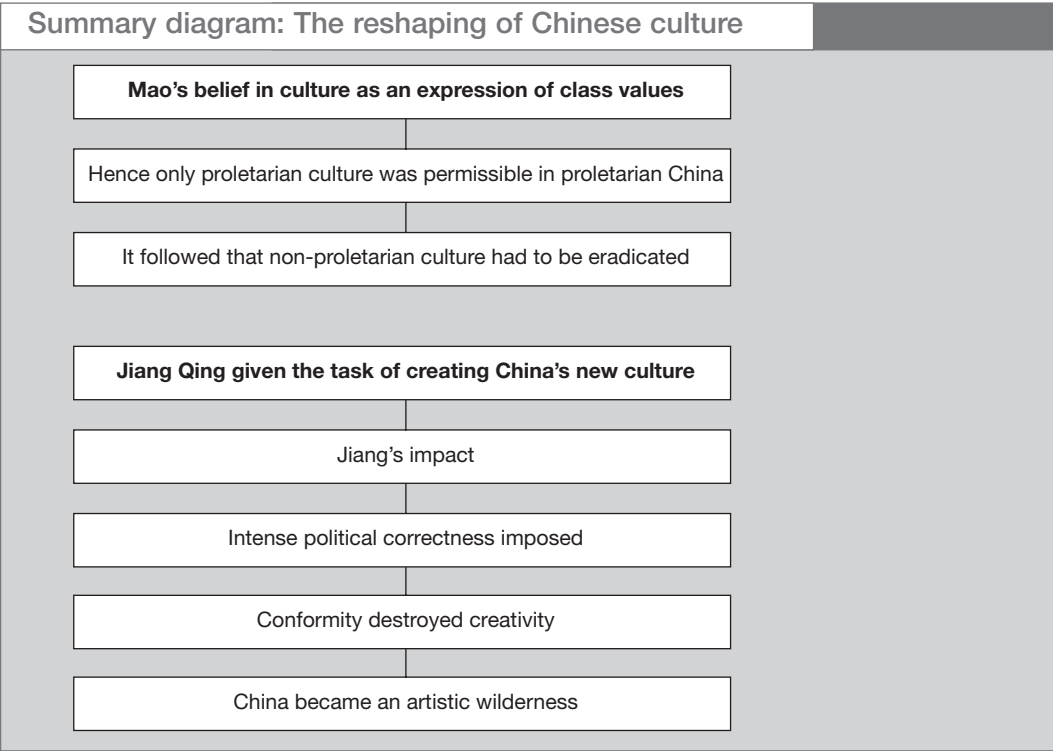 Summary diagram: The reshaping of Chinese culture
Mao’s belief in culture as an expression of class values
Hence only proletarian culture was permissible in proletarian China
It followed that non-proletarian culture had to be eradicated
Jiang Qing given the task of creating China’s new culture
Jiang’s impact
Intense political correctness imposed
Conformity destroyed creativity
China became an artistic wilderness